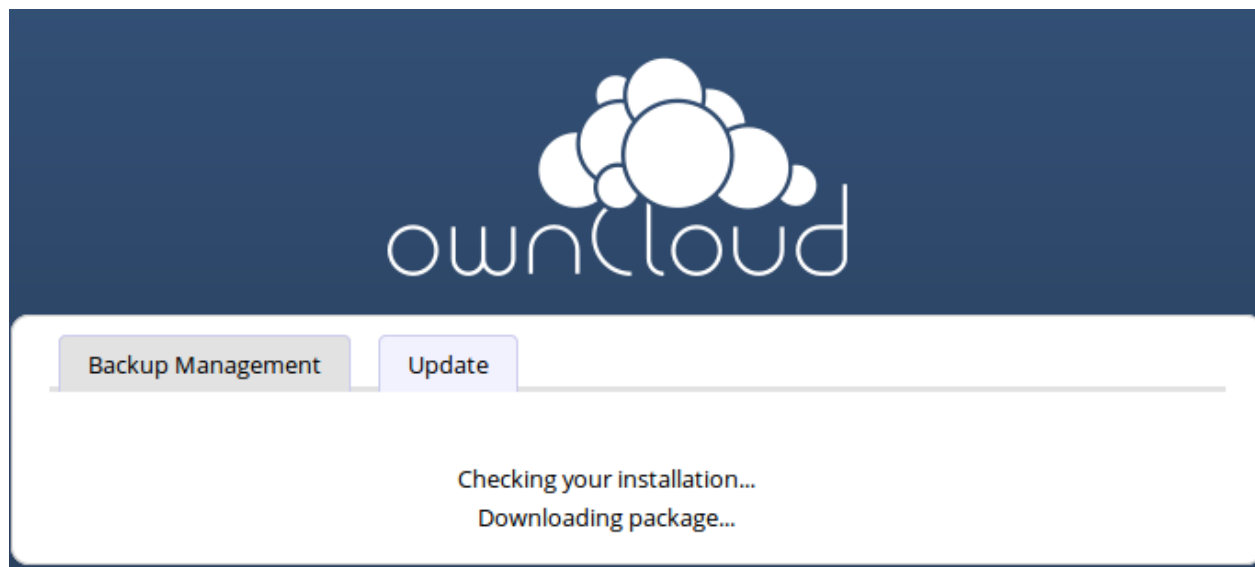 ownCloud
Backup Management Update
Checking your installation...
Downloading package...